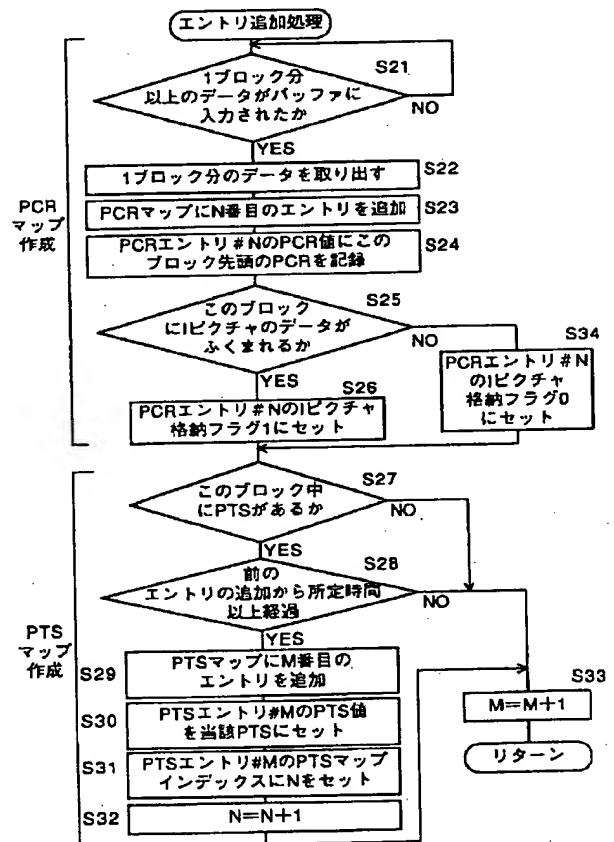 エントリ追加処理
S21
1ブロック分
以上のデータがバッファに
入力されたか
NO
YES
1ブロック分のデータを取り出す
S22
PCRマップにN番目のエントリを追加
S23
PCRエントリ#NのPCR値にこの
ブロック先頭のPCRを記録
S24
PCR
マップ
作成
S25
このブロック
にIピクチャのデータが
ふくまれるか
NO
S34
YES
S26
PCRエントリ#NのIピクチャ
格納フラグ1にセット
PCRエントリ#N
のIピクチャ
格納フラグ0
にセット
S27
このブロック中
にPTSがあるか
NO
YES
S28
前の
エントリの追加から所定時間
以上経過
NO
YES
PTS
マップ
作成
S29
PTSマップにM番目の
エントリを追加
S30
PTSエントリ#MのPTS値
を当該PTSにセット
S31
PTSエントリ#MのPTSマップ
インデックスにNをセット
S32
N=N+1
S33
M=M+1
リターン